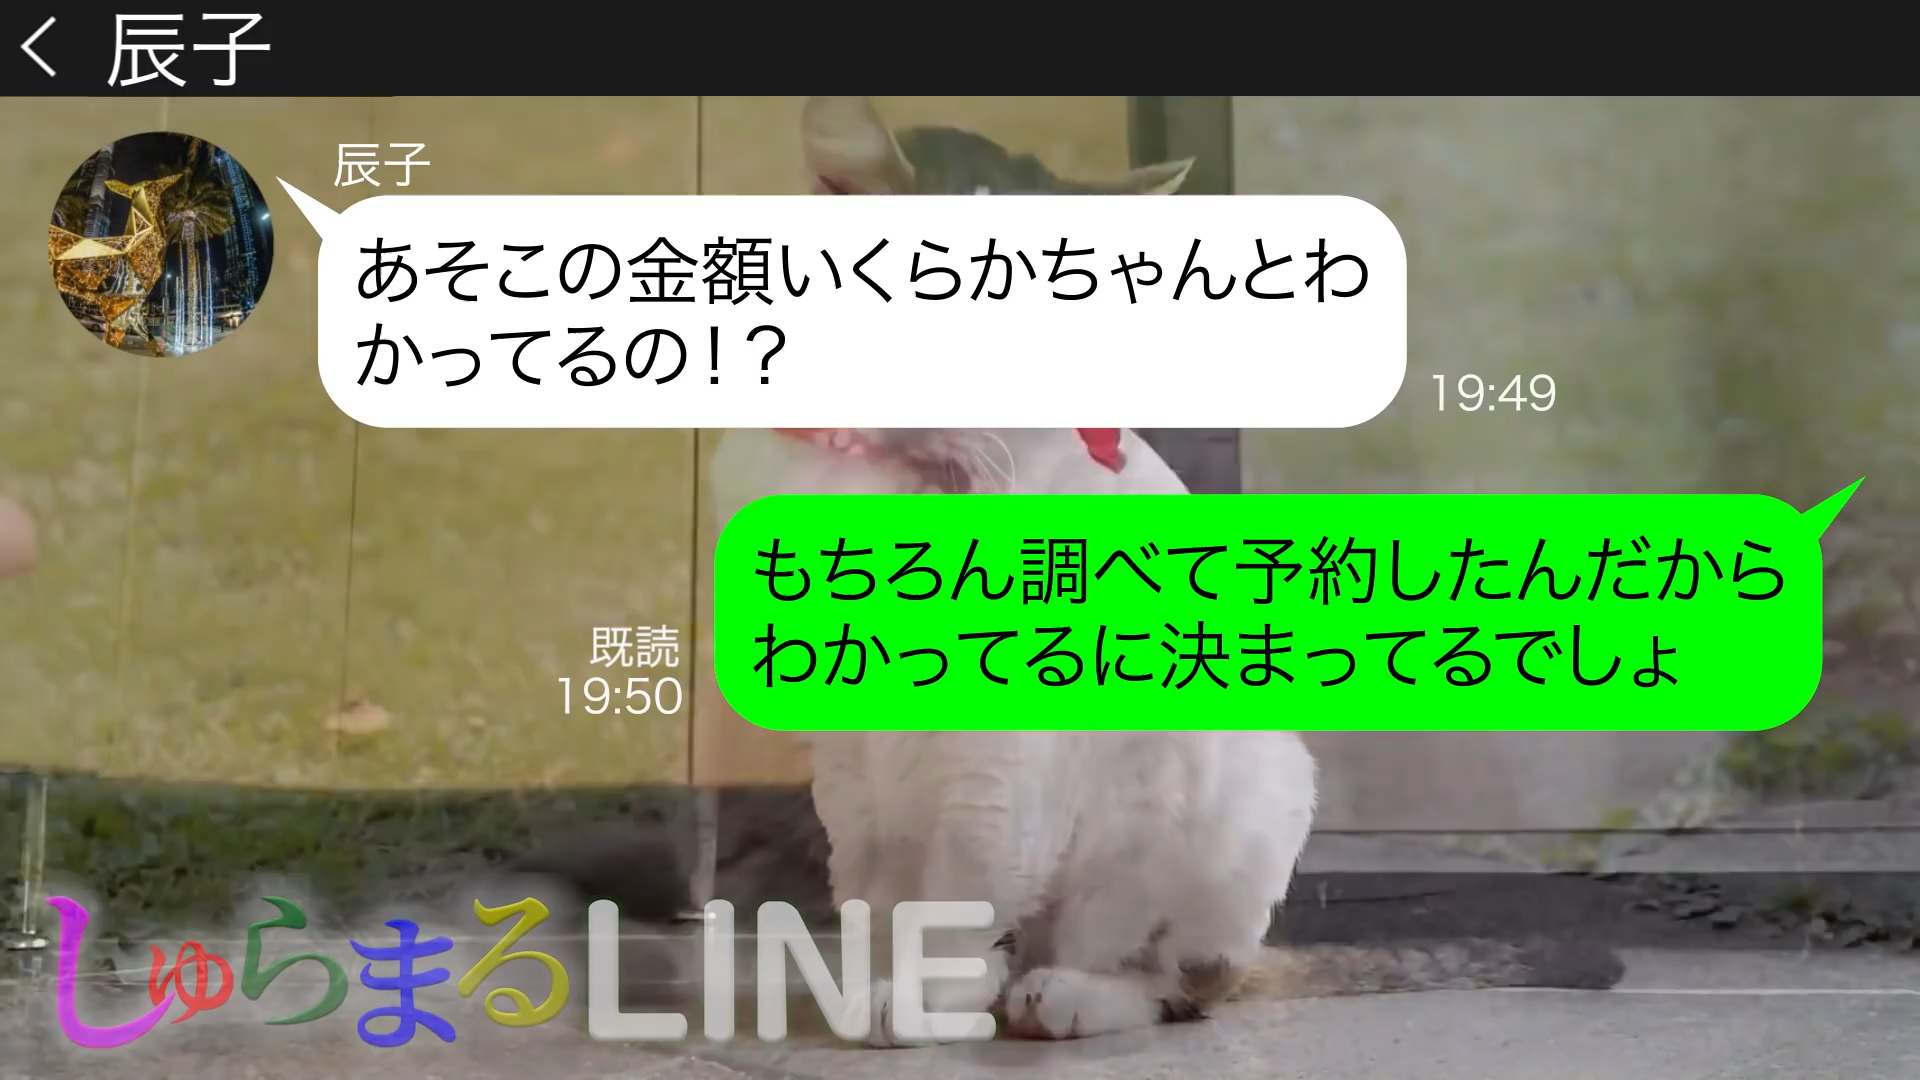 辰子
辰子
あそこの金額いくらかちゃんとわ
かってるの！？
19:49
もちろん調べて予約したんだから
わかってるに決まってるでしょ
既読
19:50
しゅらまるLINE